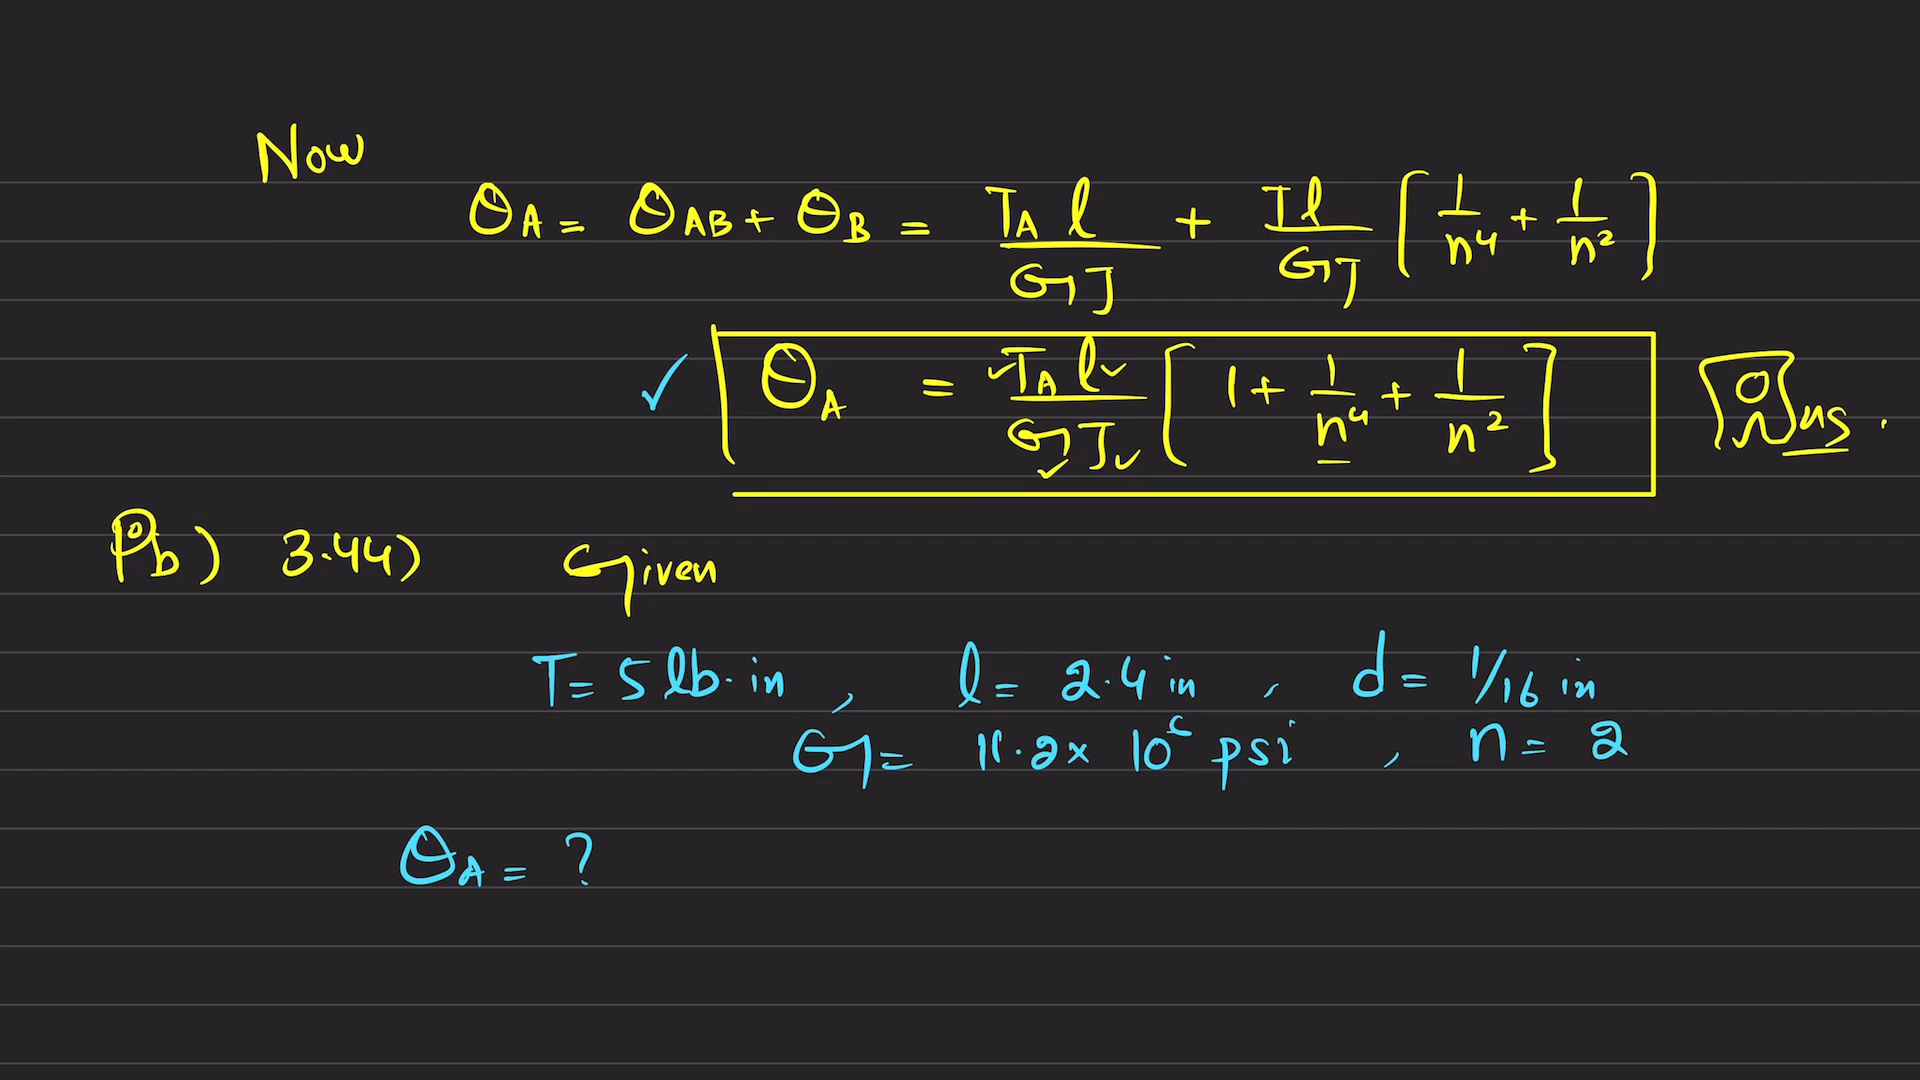 Now
θA = θAB + θB = TA l / GJ + Tl / GJ [ 1/n⁴ + 1/n² ]
✓ θA = TA l / GJ [ 1 + 1/n⁴ + 1/n² ] Ans.
Pb) 3.44) Given
T = 5 lb·in , l = 2.4 in , d = 1/16 in
G = 11.2 × 10⁶ psi , n = 2
θA = ?